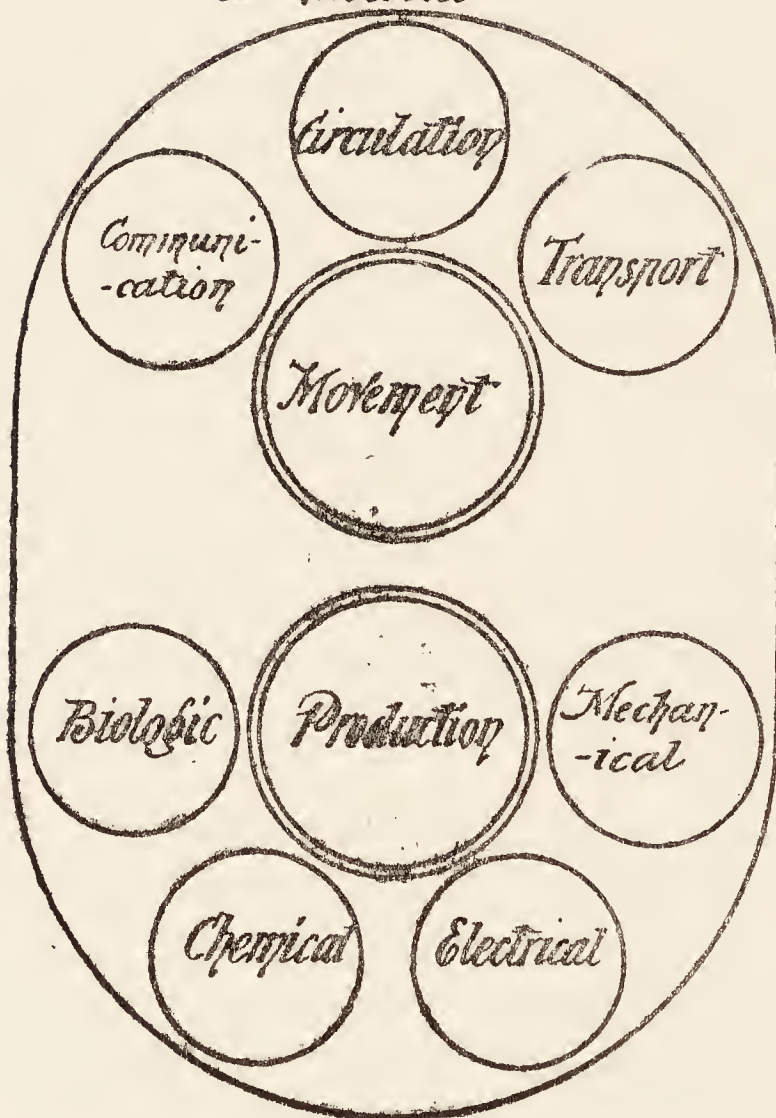 Circulation
Communi-
-cation
Transport
Movement
Biologic
Production
Mechan-
-ical
Chemical
Electrical